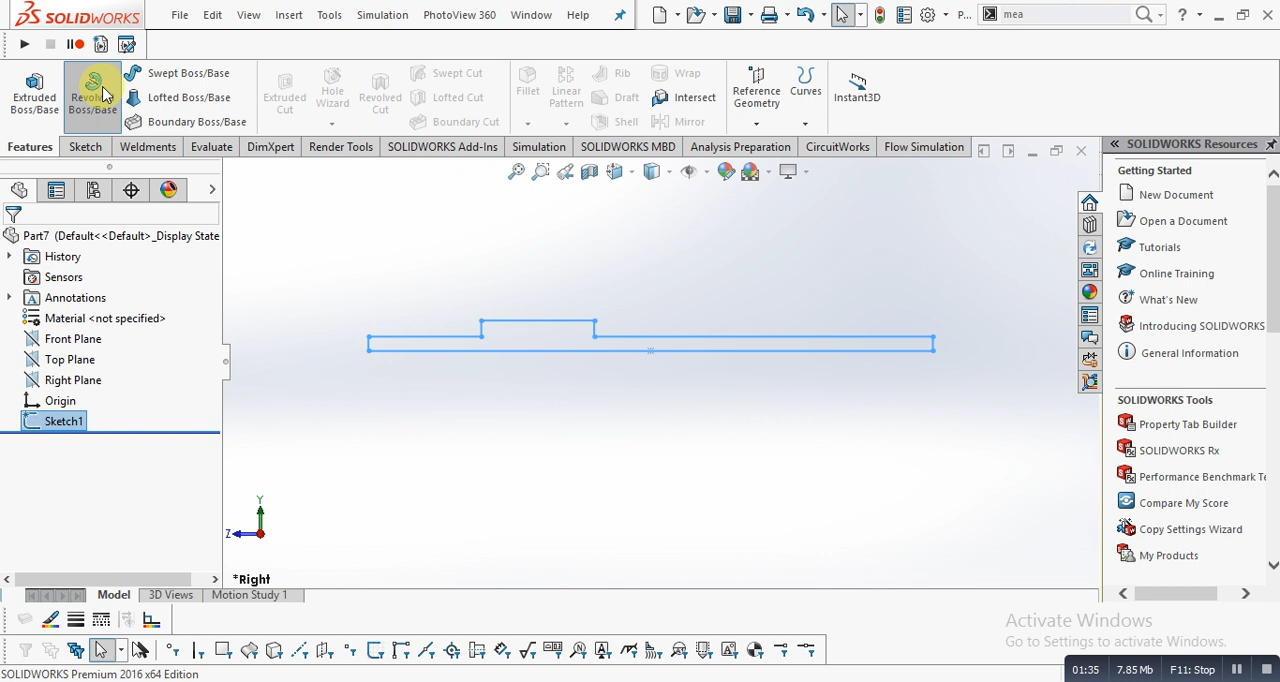 SOLIDWORKS File Edit View Insert Tools Simulation PhotoView 360 Window Help P... mea
Extruded Boss/Base
Revolved Boss/Base
Swept Boss/Base
Lofted Boss/Base
Boundary Boss/Base
Extruded Cut
Hole Wizard
Revolved Cut
Swept Cut
Lofted Cut
Boundary Cut
Fillet
Linear Pattern
Rib
Draft
Shell
Wrap
Intersect
Mirror
Reference Geometry
Curves
Instant3D
Features Sketch Weldments Evaluate DimXpert Render Tools SOLIDWORKS Add-Ins Simulation SOLIDWORKS MBD Analysis Preparation CircuitWorks Flow Simulation
Part7 (Default<<Default>_Display State
History
Sensors
Annotations
Material <not specified>
Front Plane
Top Plane
Right Plane
Origin
Sketch1
Y
Z
*Right
Model 3D Views Motion Study 1
SOLIDWORKS Resources
Getting Started
New Document
Open a Document
Tutorials
Online Training
What's New
Introducing SOLIDWORKS
General Information
SOLIDWORKS Tools
Property Tab Builder
SOLIDWORKS Rx
Performance Benchmark Te
Compare My Score
Copy Settings Wizard
My Products
Activate Windows
Go to Settings to activate Windows.
SOLIDWORKS Premium 2016 x64 Edition
01:35 7.85 Mb F11: Stop